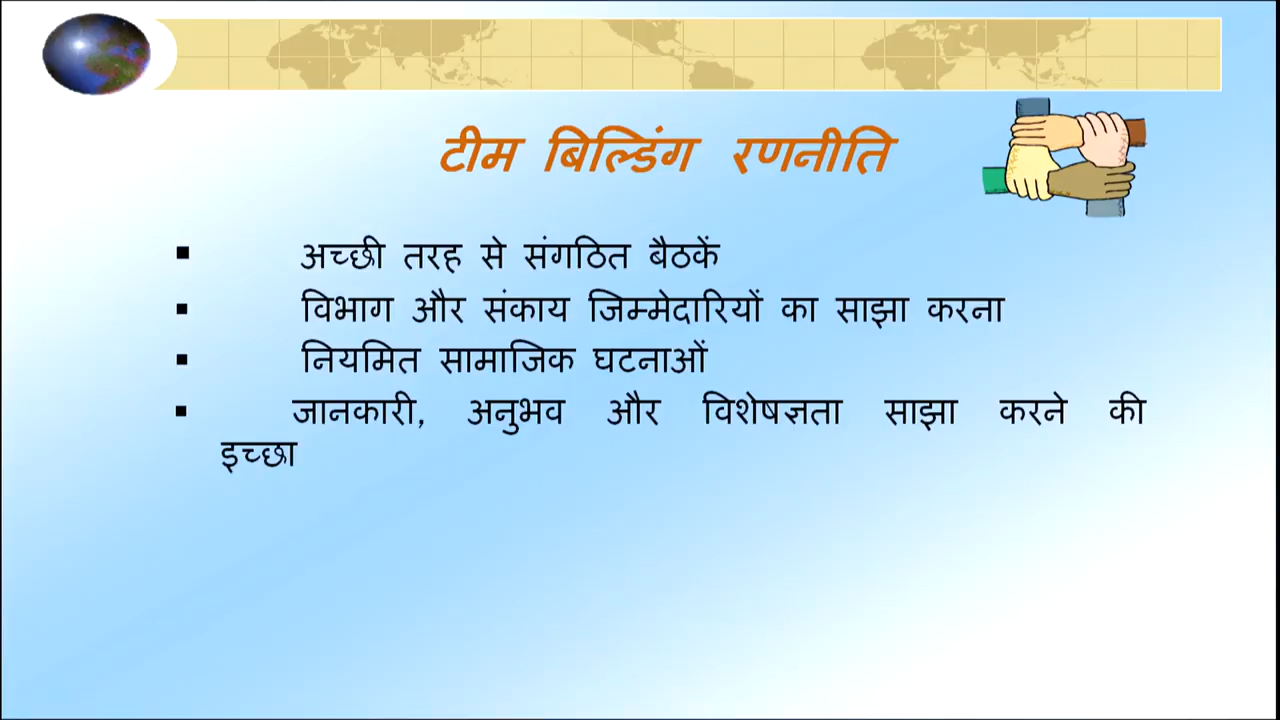 टीम बिल्डिंग रणनीति
▪ अच्छी तरह से संगठित बैठकें
▪ विभाग और संकाय जिम्मेदारियों का साझा करना
▪ नियमित सामाजिक घटनाओं
▪ जानकारी, अनुभव और विशेषज्ञता साझा करने की
इच्छा